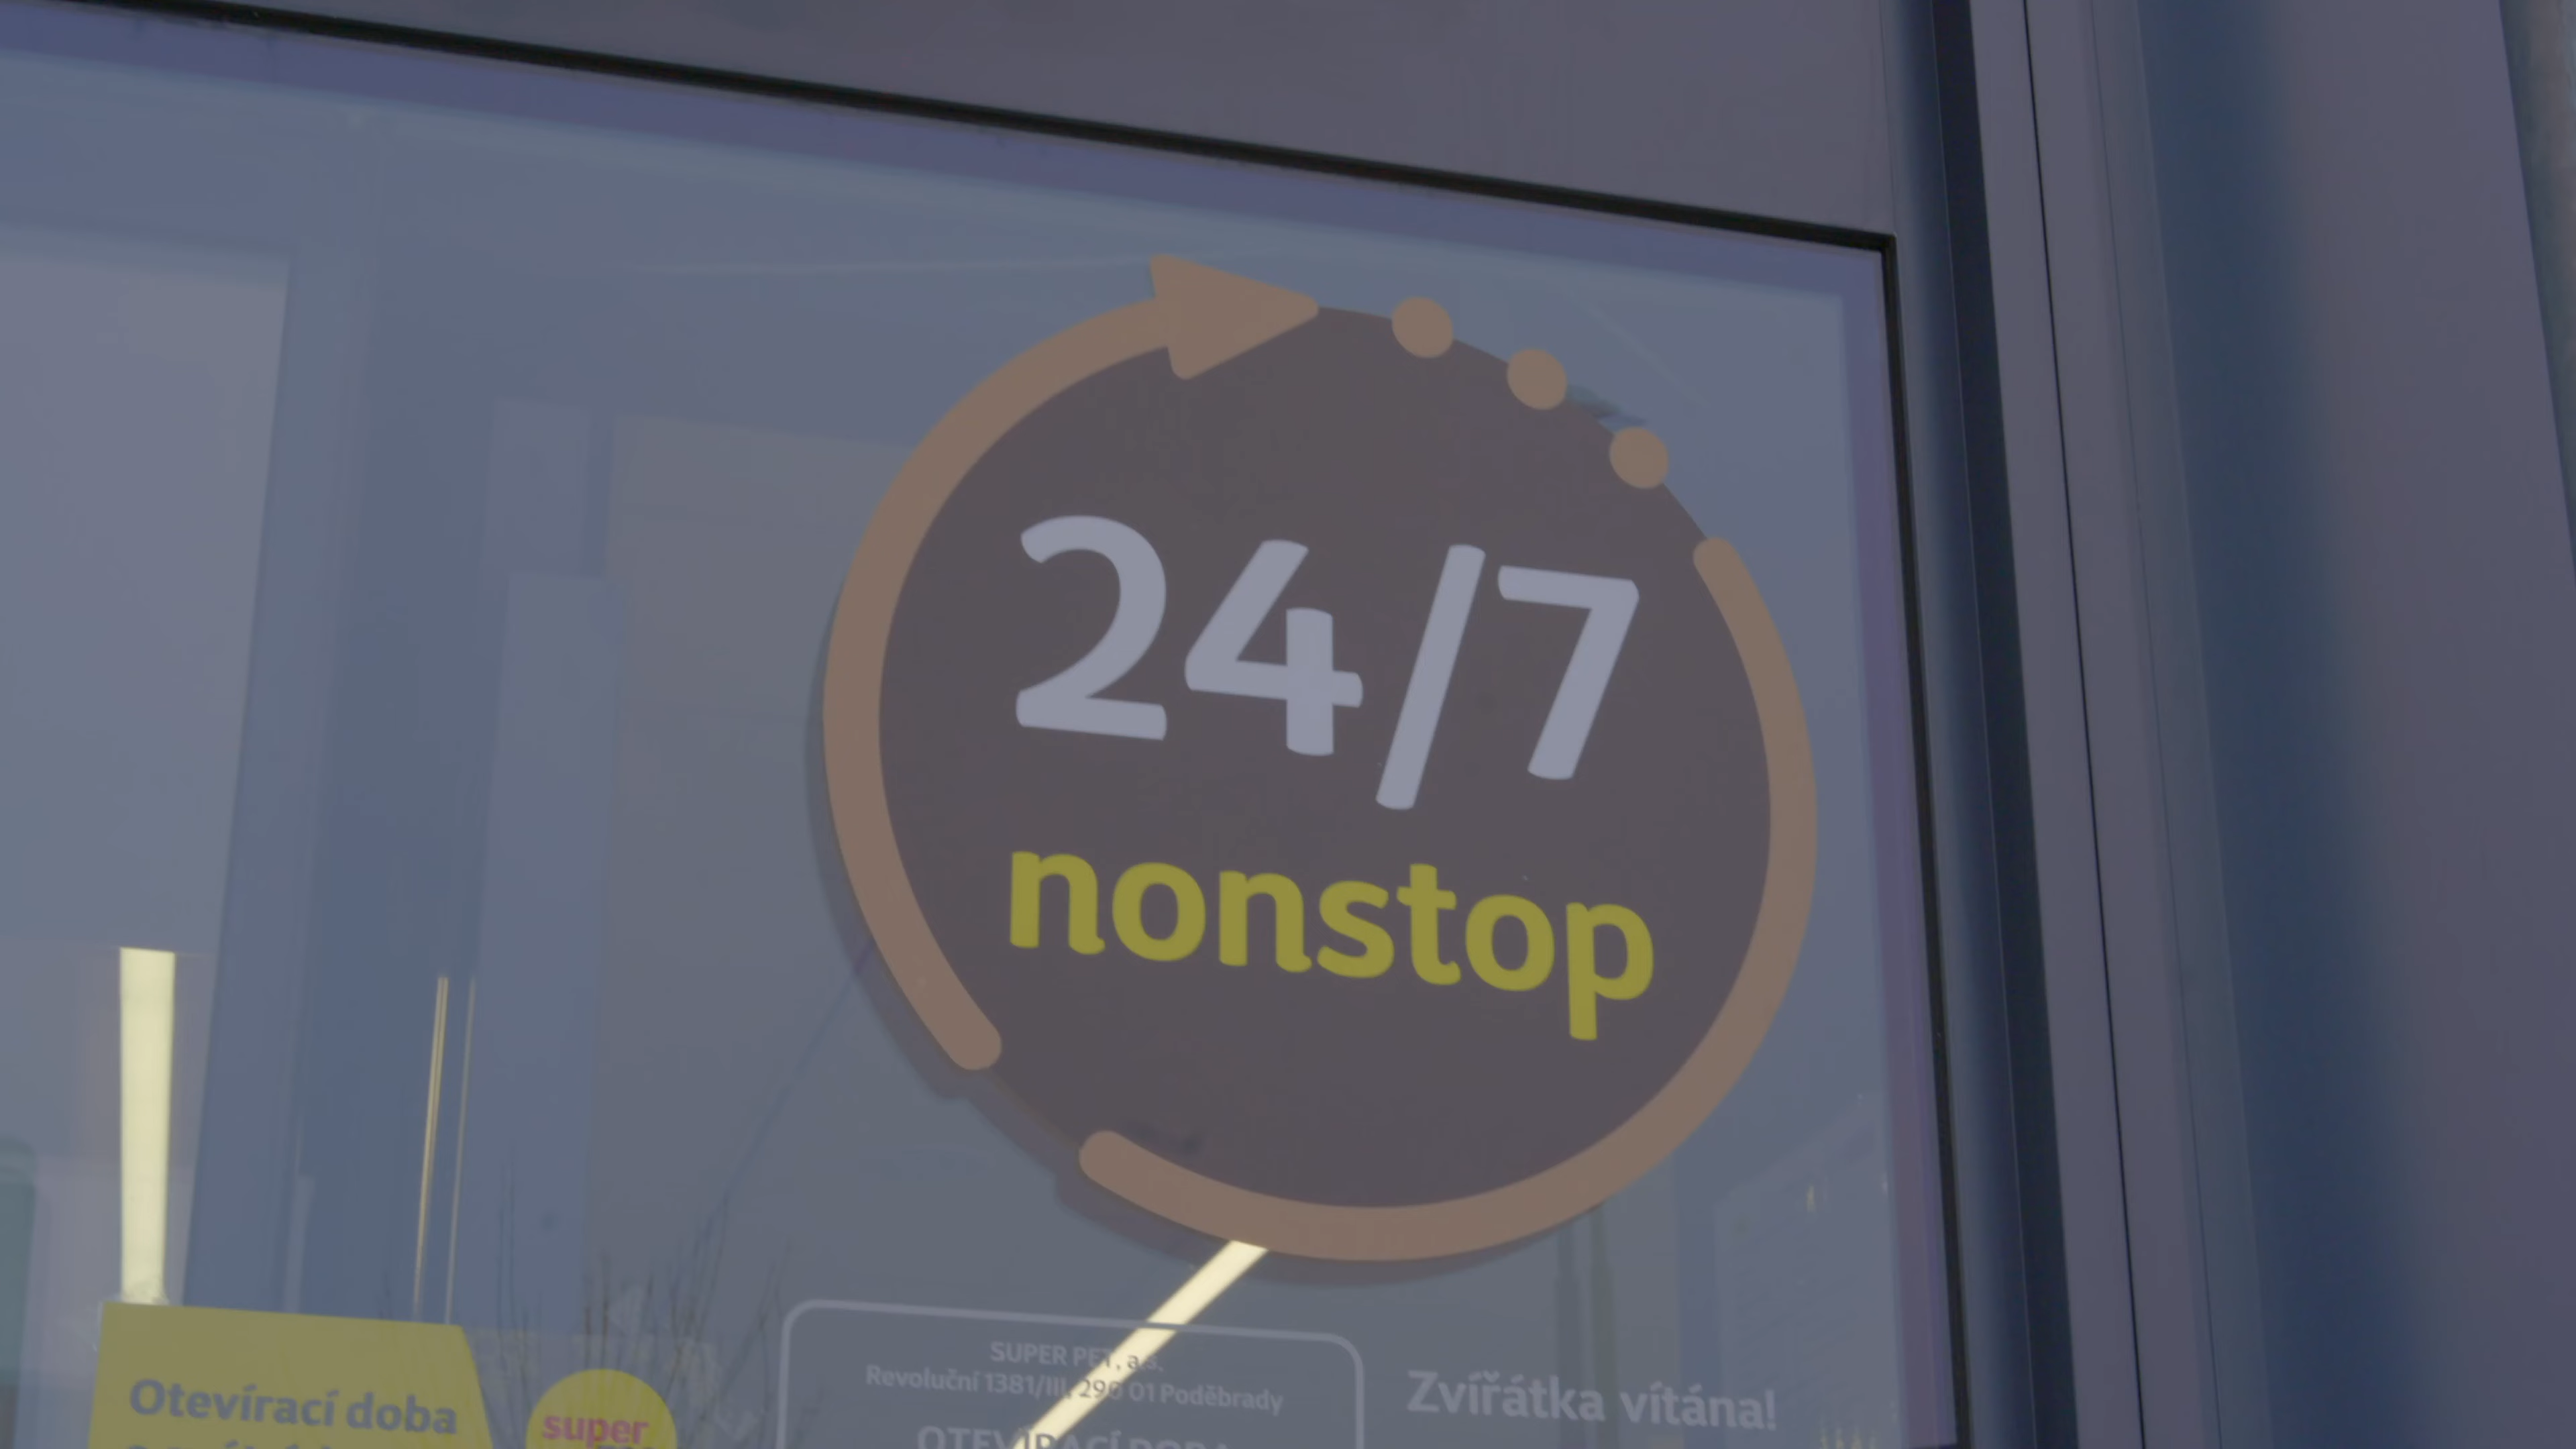 24/7
nonstop
SUPER PET, a.s.
Revoluční 1381/III, 290 01 Poděbrady
Zvířátka vítána!
Otevírací doba
super